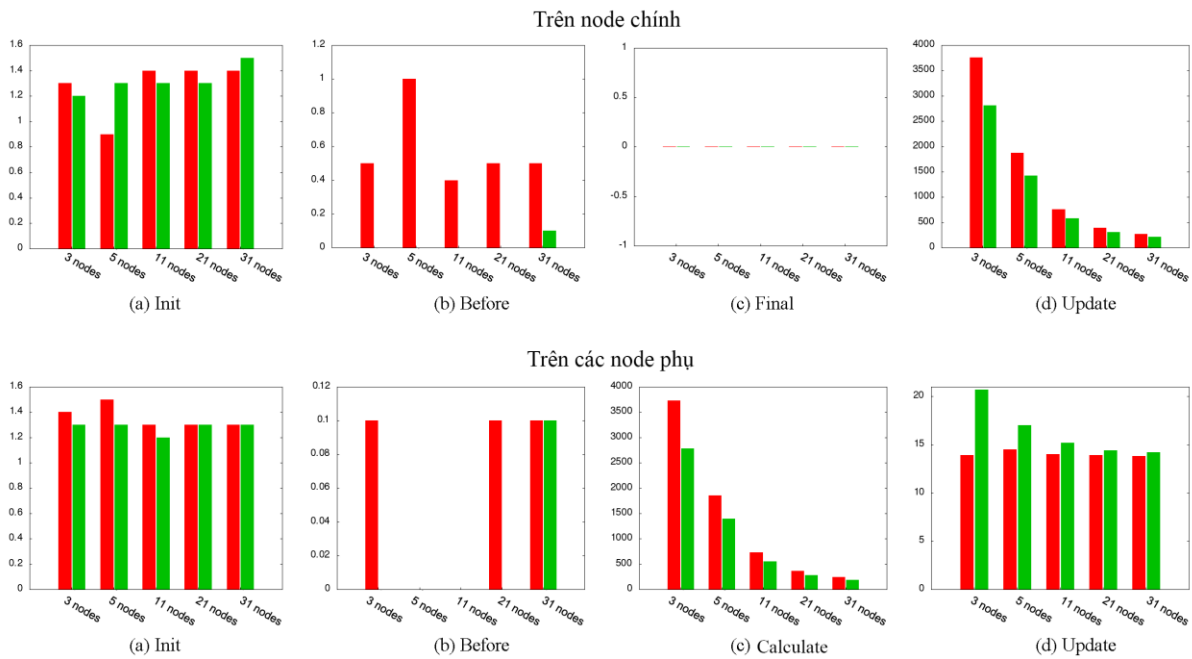 Trên node chính
1.6
1.4
1.2
1
0.8
0.6
0.4
0.2
0
3 nodes
5 nodes
11 nodes
21 nodes
31 nodes
(a) Init
1.2
1
0.8
0.6
0.4
0.2
0
3 nodes
5 nodes
11 nodes
21 nodes
31 nodes
(b) Before
1
0.5
0
-0.5
-1
3 nodes
5 nodes
11 nodes
21 nodes
31 nodes
(c) Final
4000
3500
3000
2500
2000
1500
1000
500
0
3 nodes
5 nodes
11 nodes
21 nodes
31 nodes
(d) Update
Trên các node phụ
1.6
1.4
1.2
1
0.8
0.6
0.4
0.2
0
3 nodes
5 nodes
11 nodes
21 nodes
31 nodes
(a) Init
0.12
0.1
0.08
0.06
0.04
0.02
0
3 nodes
5 nodes
11 nodes
21 nodes
31 nodes
(b) Before
4000
3500
3000
2500
2000
1500
1000
500
0
3 nodes
5 nodes
11 nodes
21 nodes
31 nodes
(c) Calculate
20
15
10
5
0
3 nodes
5 nodes
11 nodes
21 nodes
31 nodes
(d) Update